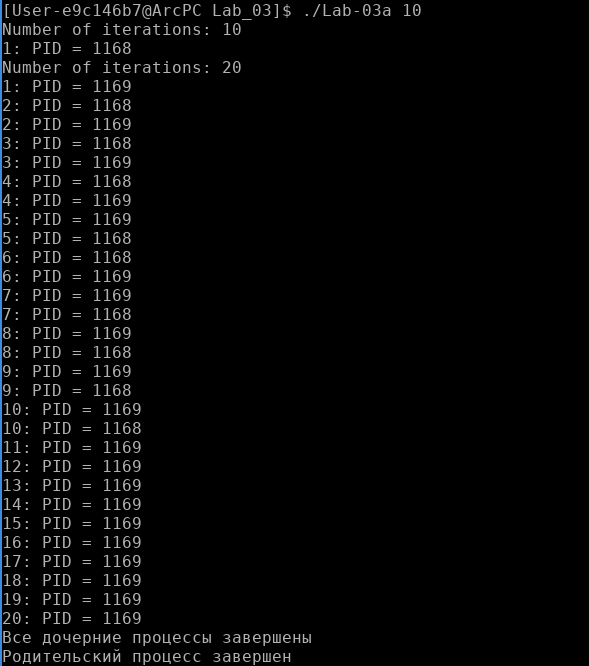 [User-e9c146b7@ArcPC Lab_03]$ ./Lab-03a 10
Number of iterations: 10
1: PID = 1168
Number of iterations: 20
1: PID = 1169
2: PID = 1168
2: PID = 1169
3: PID = 1168
3: PID = 1169
4: PID = 1168
4: PID = 1169
5: PID = 1169
5: PID = 1168
6: PID = 1168
6: PID = 1169
7: PID = 1169
7: PID = 1168
8: PID = 1169
8: PID = 1168
9: PID = 1169
9: PID = 1168
10: PID = 1169
10: PID = 1168
11: PID = 1169
12: PID = 1169
13: PID = 1169
14: PID = 1169
15: PID = 1169
16: PID = 1169
17: PID = 1169
18: PID = 1169
19: PID = 1169
20: PID = 1169
Все дочерние процессы завершены
Родительский процесс завершен